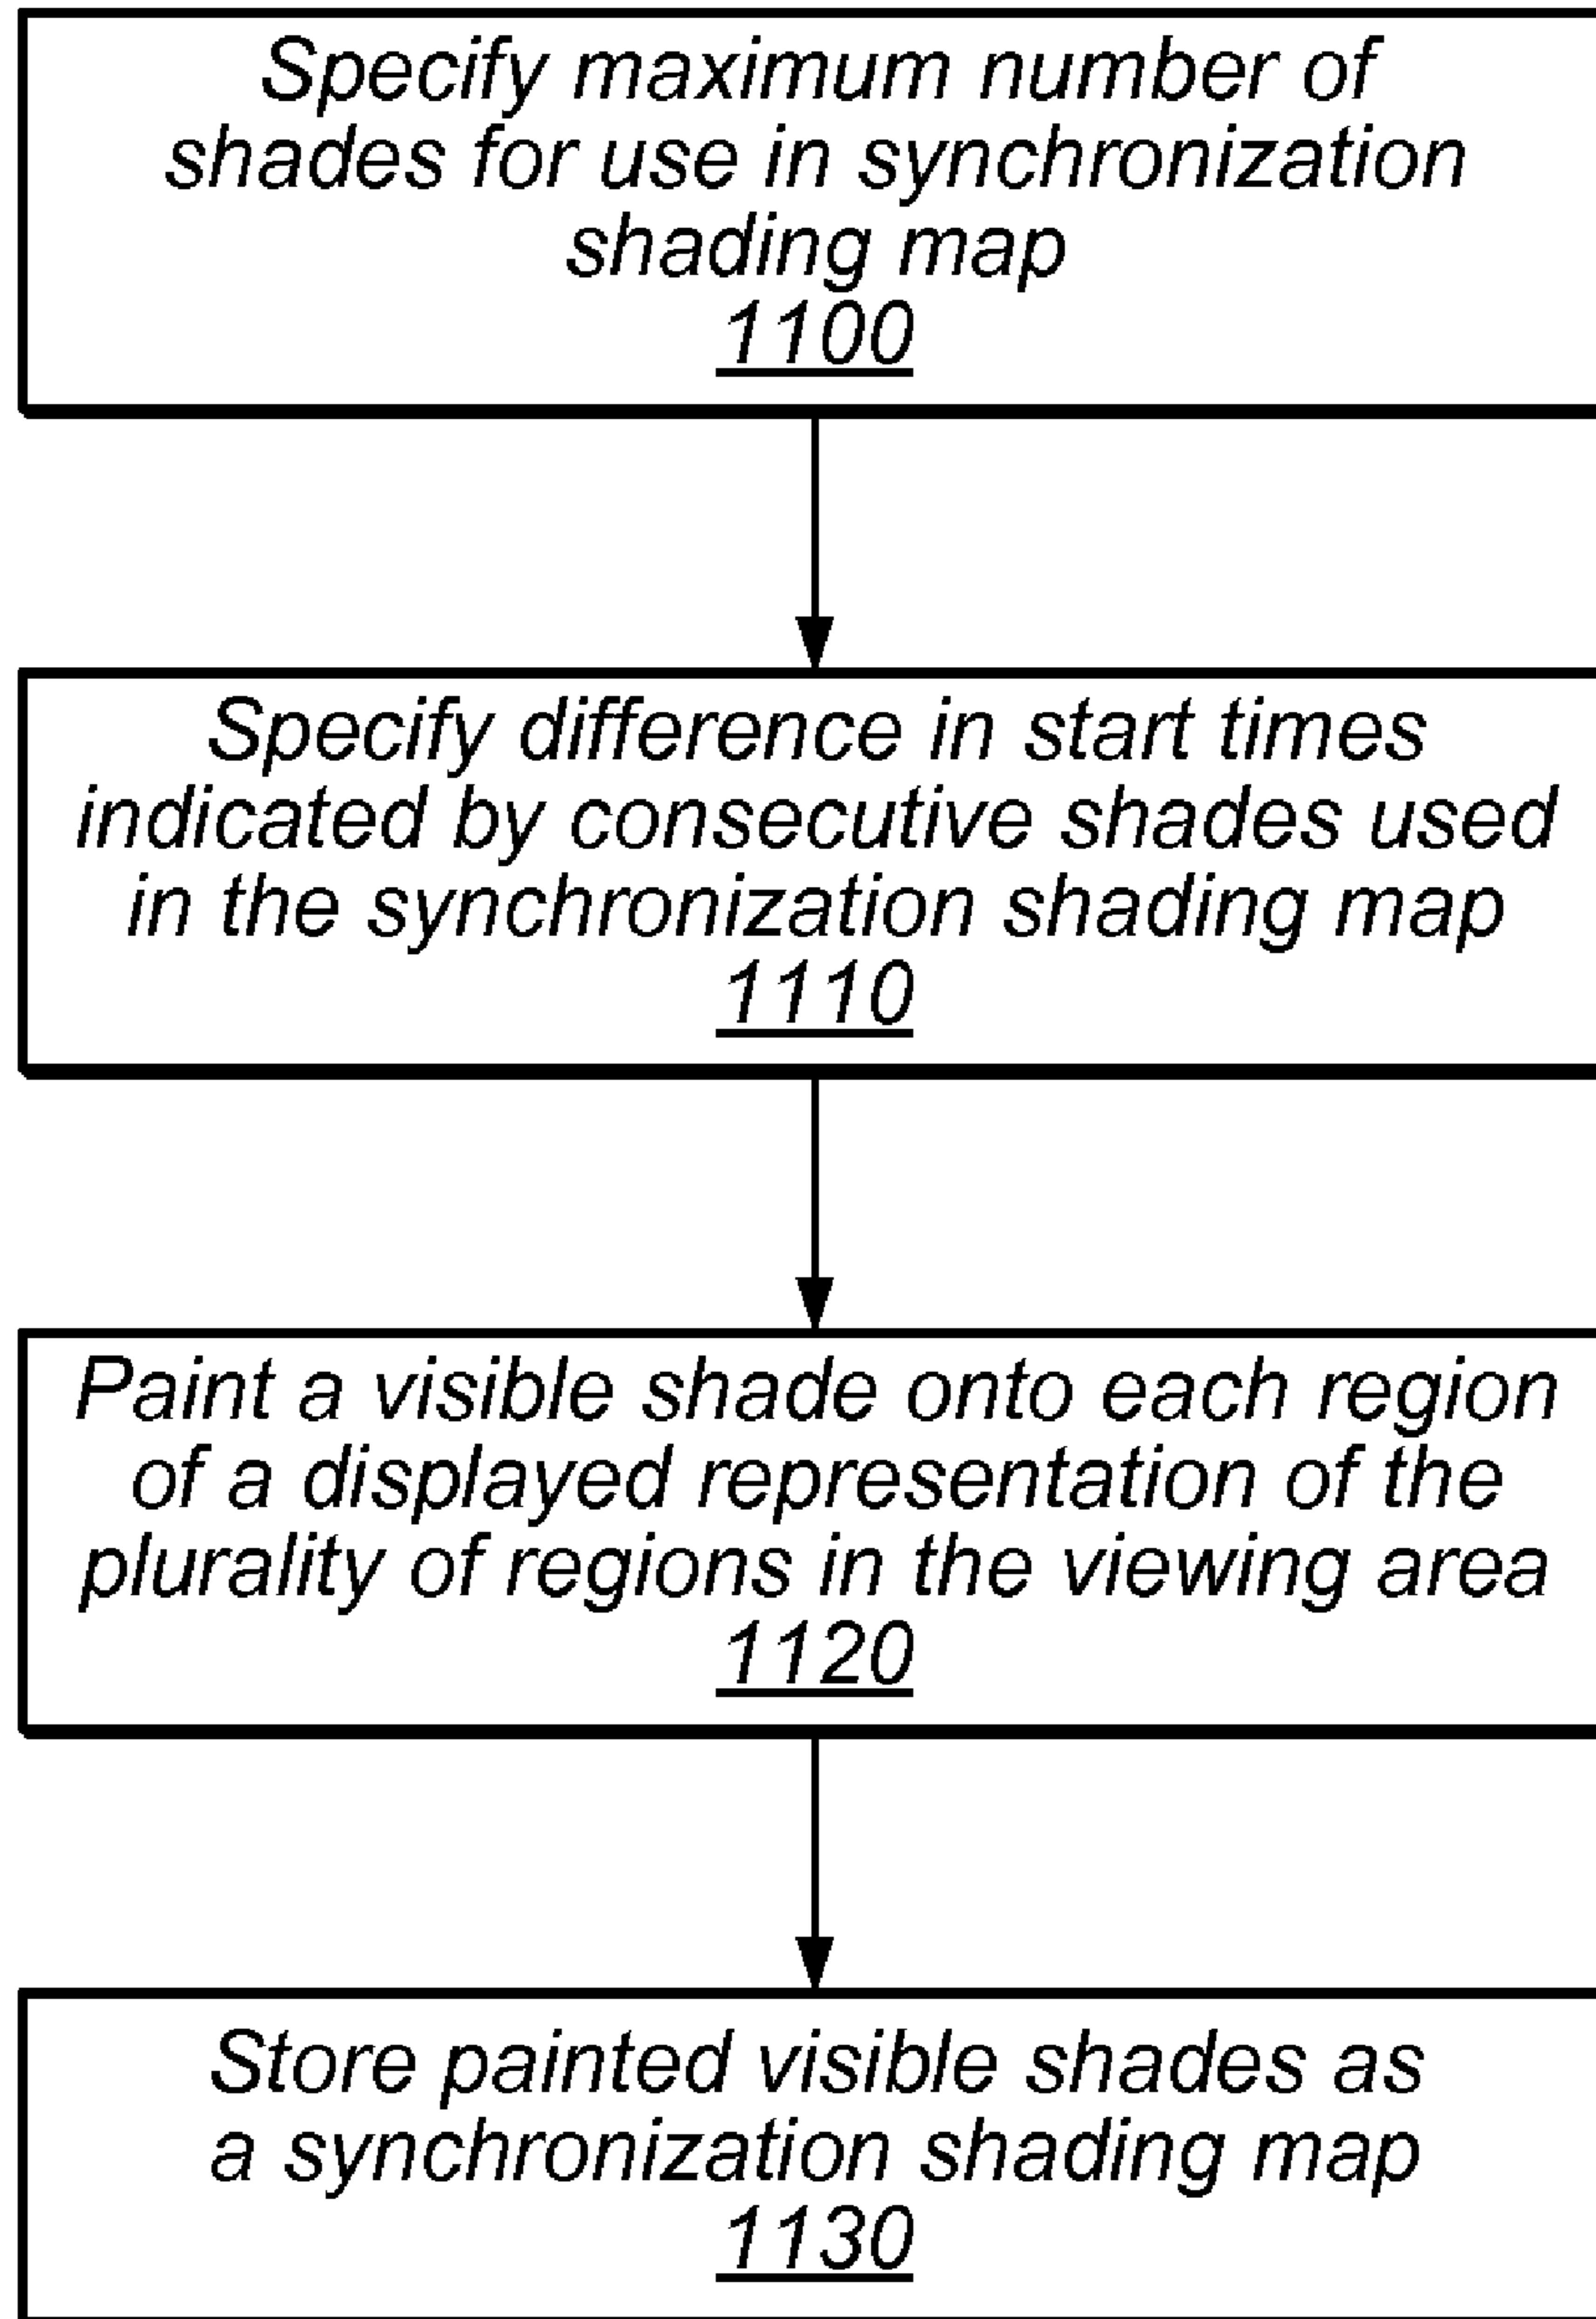 Specify maximum number of
shades for use in synchronization
shading map
1100
Specify difference in start times
indicated by consecutive shades used
in the synchronization shading map
1110
Paint a visible shade onto each region
of a displayed representation of the
plurality of regions in the viewing area
1120
Store painted visible shades as
a synchronization shading map
1130